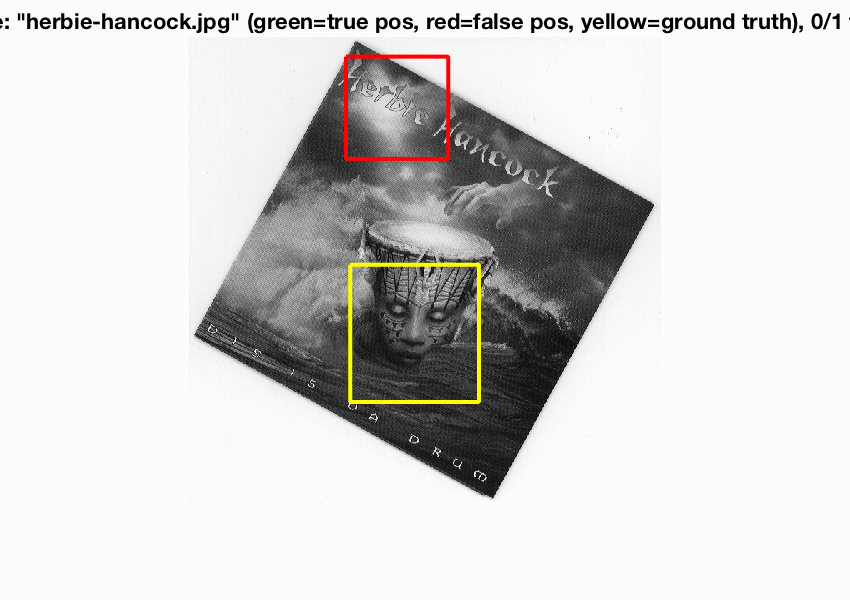 e: "herbie-hancock.jpg" (green=true pos, red=false pos, yellow=ground truth), 0/1
Herbie Hancock
DIS IS DA DRUM